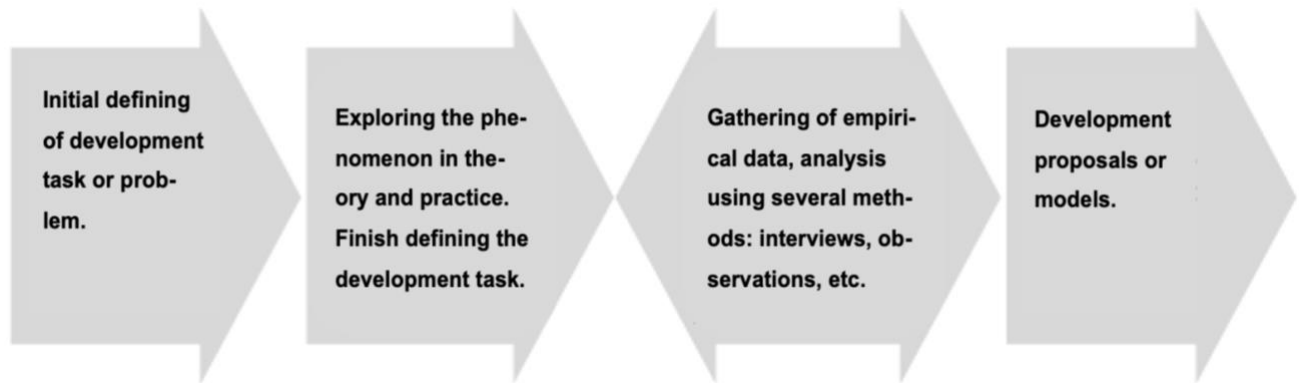 Initial defining
of development
task or prob-
lem.
Exploring the phe-
nomenon in the-
ory and practice.
Finish defining the
development task.
Gathering of empiri-
cal data, analysis
using several meth-
ods: interviews, ob-
servations, etc.
Development
proposals or
models.